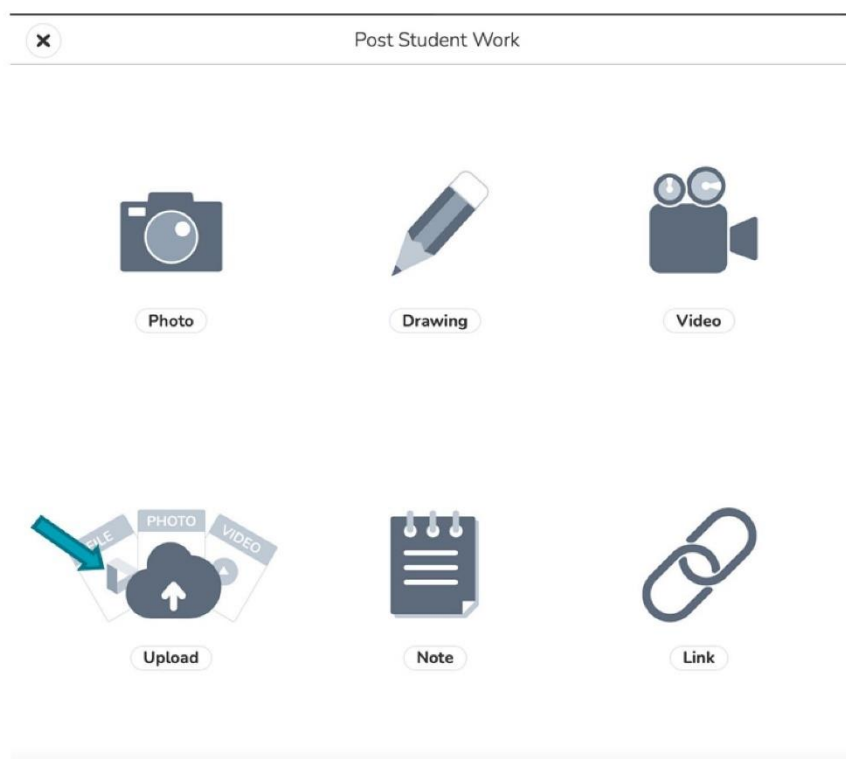 Post Student Work
Photo
Drawing
Video
FILE
PHOTO
VIDEO
Upload
Note
Link